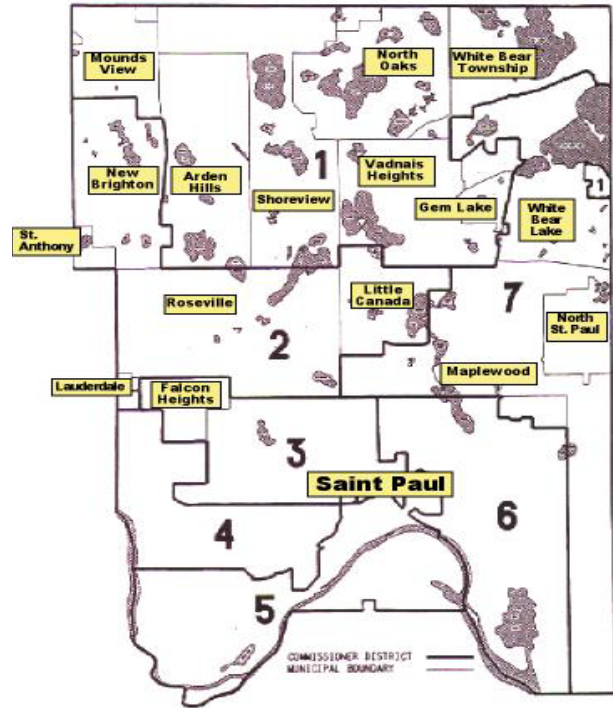 Mounds
View
North
Oaks
White Bear
Township
New
Brighton
Arden
Hills
1
Vadnais
Heights
1
Shoreview
Gem Lake
White
Bear
Lake
St.
Anthony
Roseville
Little
Canada
7
North
St. Paul
2
Lauderdale
Falcon
Heights
Maplewood
3
Saint Paul
4
6
5
COMMISSIONER DISTRICT
MUNICIPAL BOUNDARY